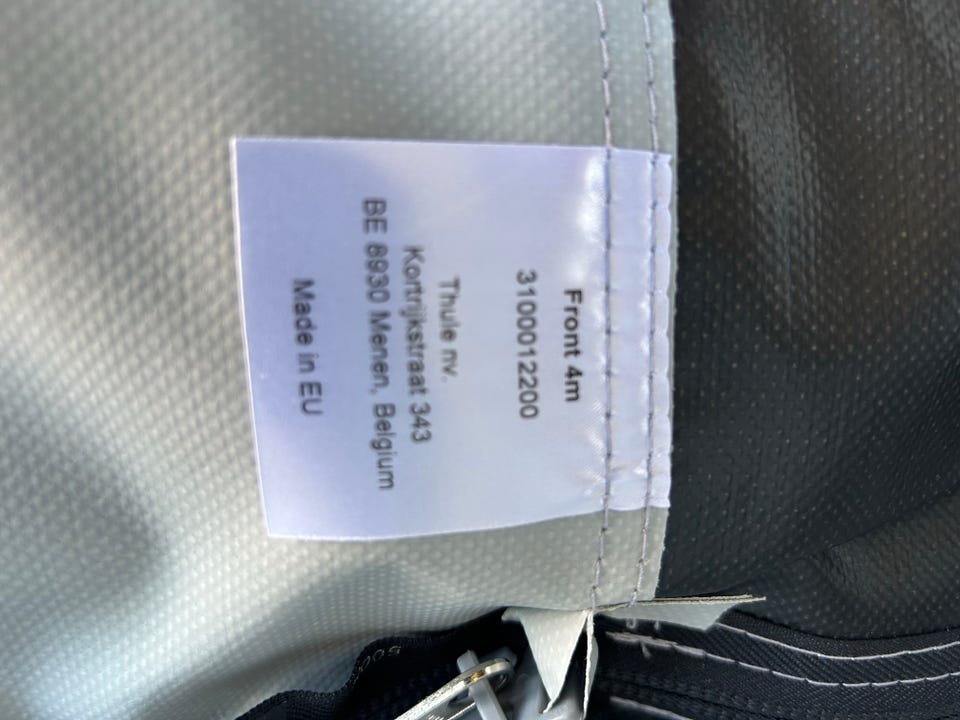 Front 4m
3100012200
Thule nv.
Kortrijkstraat 343
BE 8930 Menen, Belgium
Made in EU